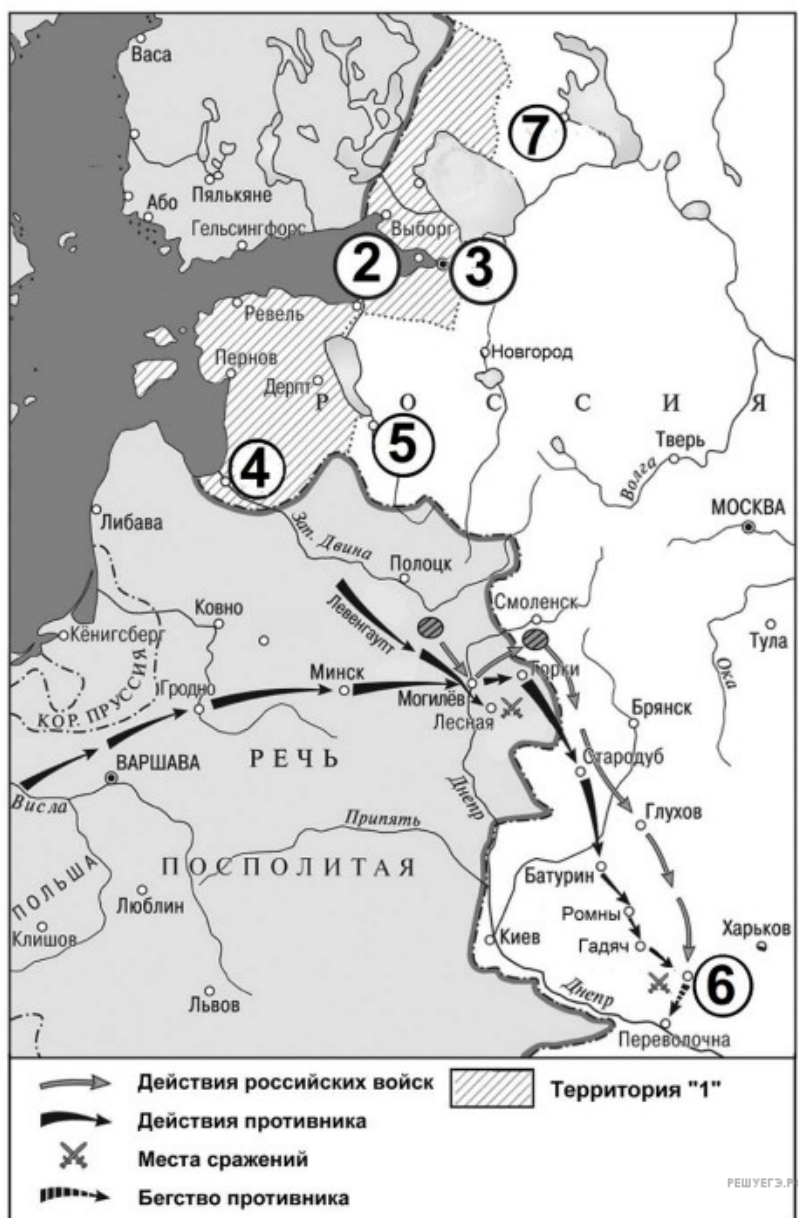 Васа
7
Пялькяне
Або
Гельсингфорс
Выборг
2
3
Ревель
Пернов
Дерпт
Новгород
РОССИЯ
5
4
Тверь
Волга
МОСКВА
Либава
Зап. Двина
Полоцк
Смоленск
Ковно
Левенгаупт
Тула
Кёнигсберг
КОР. ПРУССИЯ
Минск
Горки
Ока
Гродно
Могилёв
Лесная
Брянск
ВАРШАВА
РЕЧЬ
Стародуб
Висла
Днепр
Глухов
Припять
ПОСПОЛИТАЯ
Батурин
ПОЛЬША
Люблин
Ромны
Харьков
Клишов
Киев
Гадяч
6
Львов
Днепр
Переволочна
Действия российских войск
Территория "1"
Действия противника
Места сражений
Бегство противника